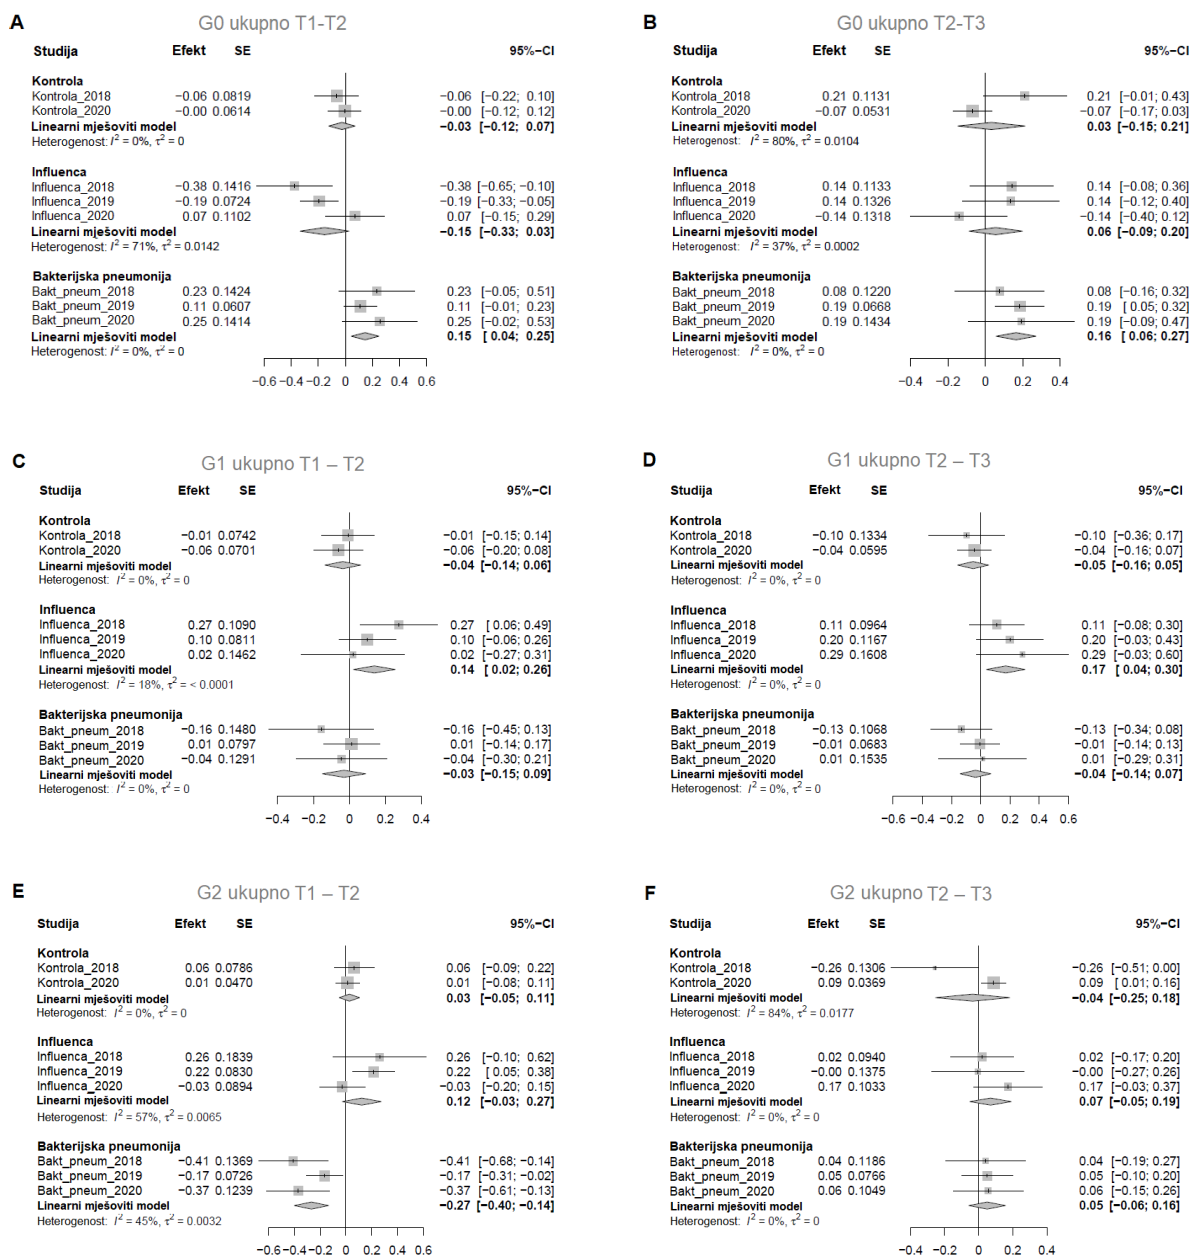 A
G0 ukupno T1-T2
Studija Efekt SE 95%−CI
Kontrola
Kontrola_2018 −0.06 0.0819 −0.06 [−0.22; 0.10]
Kontrola_2020 −0.00 0.0614 −0.00 [−0.12; 0.12]
Linearni mješoviti model −0.03 [−0.12; 0.07]
Heterogenost: I² = 0%, τ² = 0
Influenca
Influenca_2018 −0.38 0.1416 −0.38 [−0.65; −0.10]
Influenca_2019 −0.19 0.0724 −0.19 [−0.33; −0.05]
Influenca_2020 0.07 0.1102 0.07 [−0.15; 0.29]
Linearni mješoviti model −0.15 [−0.33; 0.03]
Heterogenost: I² = 71%, τ² = 0.0142
Bakterijska pneumonija
Bakt_pneum_2018 0.23 0.1424 0.23 [−0.05; 0.51]
Bakt_pneum_2019 0.11 0.0607 0.11 [−0.01; 0.23]
Bakt_pneum_2020 0.25 0.1414 0.25 [−0.02; 0.53]
Linearni mješoviti model 0.15 [ 0.04; 0.25]
Heterogenost: I² = 0%, τ² = 0
−0.6 −0.2 0 0.2 0.4 0.6
B
G0 ukupno T2-T3
Studija Efekt SE 95%−CI
Kontrola
Kontrola_2018 0.21 0.1131 0.21 [−0.01; 0.43]
Kontrola_2020 −0.07 0.0531 −0.07 [−0.17; 0.03]
Linearni mješoviti model 0.03 [−0.15; 0.21]
Heterogenost: I² = 80%, τ² = 0.0104
Influenca
Influenca_2018 0.14 0.1133 0.14 [−0.08; 0.36]
Influenca_2019 0.14 0.1326 0.14 [−0.12; 0.40]
Influenca_2020 −0.14 0.1318 −0.14 [−0.40; 0.12]
Linearni mješoviti model 0.06 [−0.09; 0.20]
Heterogenost: I² = 37%, τ² = 0.0002
Bakterijska pneumonija
Bakt_pneum_2018 0.08 0.1220 0.08 [−0.16; 0.32]
Bakt_pneum_2019 0.19 0.0668 0.19 [ 0.05; 0.32]
Bakt_pneum_2020 0.19 0.1434 0.19 [−0.09; 0.47]
Linearni mješoviti model 0.16 [ 0.06; 0.27]
Heterogenost: I² = 0%, τ² = 0
−0.4 −0.2 0 0.2 0.4
C
G1 ukupno T1 – T2
Studija Efekt SE 95%−CI
Kontrola
Kontrola_2018 −0.01 0.0742 −0.01 [−0.15; 0.14]
Kontrola_2020 −0.06 0.0701 −0.06 [−0.20; 0.08]
Linearni mješoviti model −0.04 [−0.14; 0.06]
Heterogenost: I² = 0%, τ² = 0
Influenca
Influenca_2018 0.27 0.1090 0.27 [ 0.06; 0.49]
Influenca_2019 0.10 0.0811 0.10 [−0.06; 0.26]
Influenca_2020 0.02 0.1462 0.02 [−0.27; 0.31]
Linearni mješoviti model 0.14 [ 0.02; 0.26]
Heterogenost: I² = 18%, τ² = < 0.0001
Bakterijska pneumonija
Bakt_pneum_2018 −0.16 0.1480 −0.16 [−0.45; 0.13]
Bakt_pneum_2019 0.01 0.0797 0.01 [−0.14; 0.17]
Bakt_pneum_2020 −0.04 0.1291 −0.04 [−0.30; 0.21]
Linearni mješoviti model −0.03 [−0.15; 0.09]
Heterogenost: I² = 0%, τ² = 0
−0.4 −0.2 0 0.2 0.4
D
G1 ukupno T2 – T3
Studija Efekt SE 95%−CI
Kontrola
Kontrola_2018 −0.10 0.1334 −0.10 [−0.36; 0.17]
Kontrola_2020 −0.04 0.0595 −0.04 [−0.16; 0.07]
Linearni mješoviti model −0.05 [−0.16; 0.05]
Heterogenost: I² = 0%, τ² = 0
Influenca
Influenca_2018 0.11 0.0964 0.11 [−0.08; 0.30]
Influenca_2019 0.20 0.1167 0.20 [−0.03; 0.43]
Influenca_2020 0.29 0.1608 0.29 [−0.03; 0.60]
Linearni mješoviti model 0.17 [ 0.04; 0.30]
Heterogenost: I² = 0%, τ² = 0
Bakterijska pneumonija
Bakt_pneum_2018 −0.13 0.1068 −0.13 [−0.34; 0.08]
Bakt_pneum_2019 −0.01 0.0683 −0.01 [−0.14; 0.13]
Bakt_pneum_2020 0.01 0.1535 0.01 [−0.29; 0.31]
Linearni mješoviti model −0.04 [−0.14; 0.07]
Heterogenost: I² = 0%, τ² = 0
−0.4 −0.2 0 0.2 0.4 0.6
E
G2 ukupno T1 – T2
Studija Efekt SE 95%−CI
Kontrola
Kontrola_2018 0.06 0.0786 0.06 [−0.09; 0.22]
Kontrola_2020 0.01 0.0470 0.01 [−0.08; 0.11]
Linearni mješoviti model 0.03 [−0.05; 0.11]
Heterogenost: I² = 0%, τ² = 0
Influenca
Influenca_2018 0.26 0.1839 0.26 [−0.10; 0.62]
Influenca_2019 0.22 0.0830 0.22 [ 0.05; 0.38]
Influenca_2020 −0.03 0.0894 −0.03 [−0.20; 0.15]
Linearni mješoviti model 0.12 [−0.03; 0.27]
Heterogenost: I² = 57%, τ² = 0.0065
Bakterijska pneumonija
Bakt_pneum_2018 −0.41 0.1369 −0.41 [−0.68; −0.14]
Bakt_pneum_2019 −0.17 0.0726 −0.17 [−0.31; −0.02]
Bakt_pneum_2020 −0.37 0.1239 −0.37 [−0.61; −0.13]
Linearni mješoviti model −0.27 [−0.40; −0.14]
Heterogenost: I² = 45%, τ² = 0.0032
−0.6 −0.2 0 0.2 0.4 0.6
F
G2 ukupno T2 – T3
Studija Efekt SE 95%−CI
Kontrola
Kontrola_2018 −0.26 0.1306 −0.26 [−0.51; 0.00]
Kontrola_2020 0.09 0.0369 0.09 [ 0.01; 0.16]
Linearni mješoviti model −0.04 [−0.25; 0.18]
Heterogenost: I² = 84%, τ² = 0.0177
Influenca
Influenca_2018 0.02 0.0940 0.02 [−0.17; 0.20]
Influenca_2019 −0.00 0.1375 −0.00 [−0.27; 0.26]
Influenca_2020 0.17 0.1033 0.17 [−0.03; 0.37]
Linearni mješoviti model 0.07 [−0.05; 0.19]
Heterogenost: I² = 0%, τ² = 0
Bakterijska pneumonija
Bakt_pneum_2018 0.04 0.1186 0.04 [−0.19; 0.27]
Bakt_pneum_2019 0.05 0.0766 0.05 [−0.10; 0.20]
Bakt_pneum_2020 0.06 0.1049 0.06 [−0.15; 0.26]
Linearni mješoviti model 0.05 [−0.06; 0.16]
Heterogenost: I² = 0%, τ² = 0
−0.4 −0.2 0 0.2 0.4